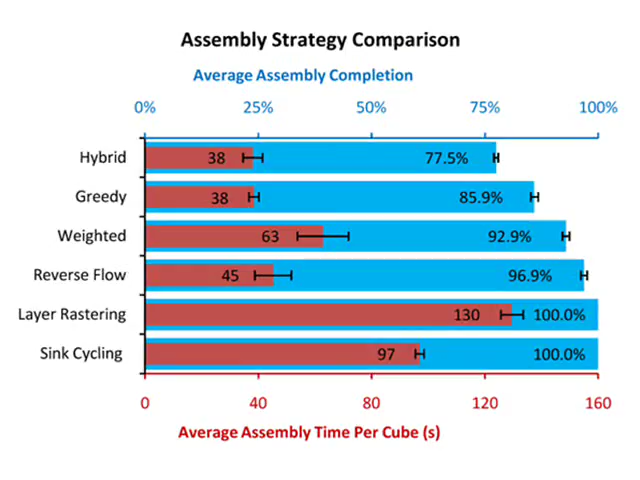 Assembly Strategy Comparison
Average Assembly Completion
0% 25% 50% 75% 100%
Hybrid 38 77.5%
Greedy 38 85.9%
Weighted 63 92.9%
Reverse Flow 45 96.9%
Layer Rastering 130 100.0%
Sink Cycling 97 100.0%
0 40 80 120 160
Average Assembly Time Per Cube (s)